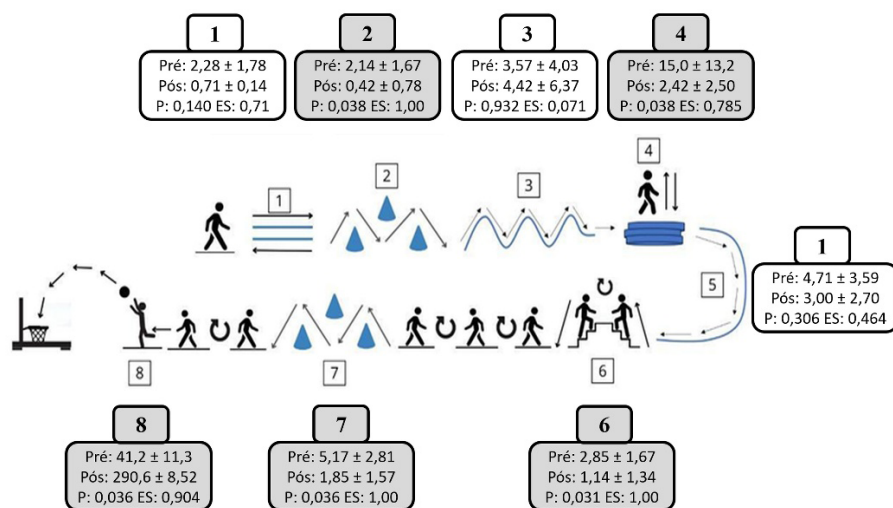 1
Pré: 2,28 ± 1,78
Pós: 0,71 ± 0,14
P: 0,140 ES: 0,71
2
Pré: 2,14 ± 1,67
Pós: 0,42 ± 0,78
P: 0,038 ES: 1,00
3
Pré: 3,57 ± 4,03
Pós: 4,42 ± 6,37
P: 0,932 ES: 0,071
4
Pré: 15,0 ± 13,2
Pós: 2,42 ± 2,50
P: 0,038 ES: 0,785
1
2
3
4
5
1
Pré: 4,71 ± 3,59
Pós: 3,00 ± 2,70
P: 0,306 ES: 0,464
8
7
6
8
Pré: 41,2 ± 11,3
Pós: 290,6 ± 8,52
P: 0,036 ES: 0,904
7
Pré: 5,17 ± 2,81
Pós: 1,85 ± 1,57
P: 0,036 ES: 1,00
6
Pré: 2,85 ± 1,67
Pós: 1,14 ± 1,34
P: 0,031 ES: 1,00